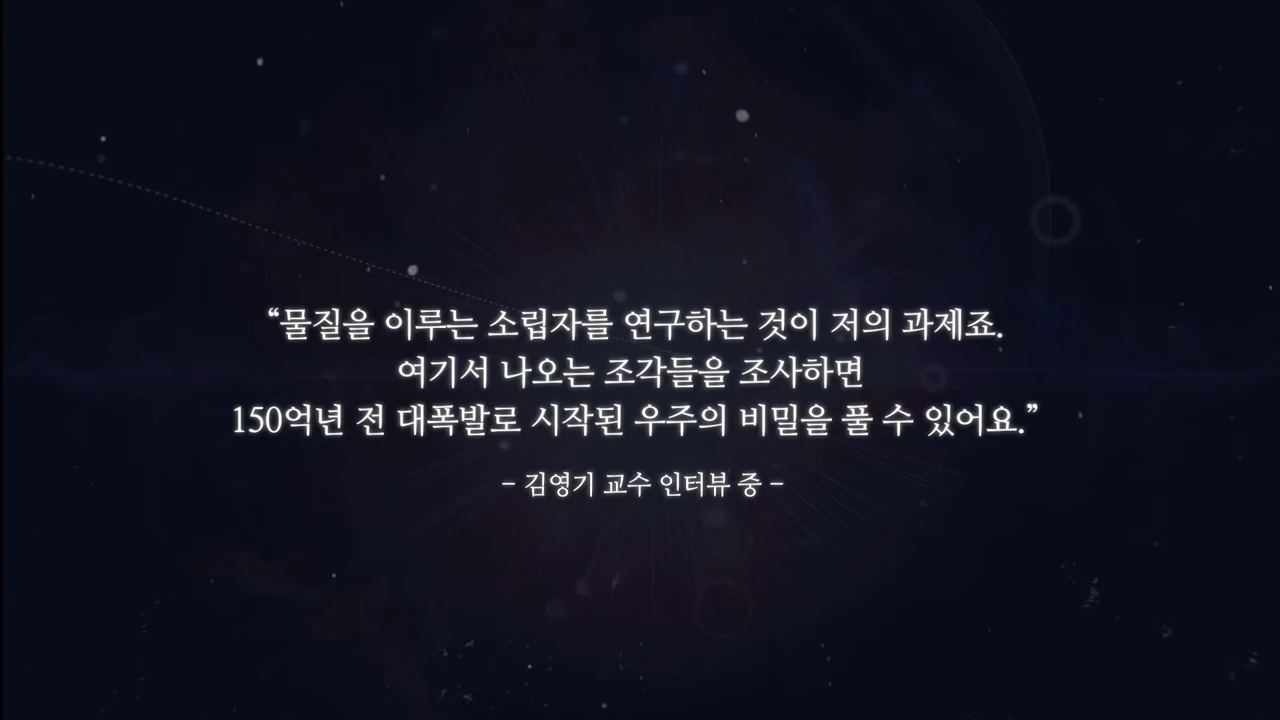 “물질을 이루는 소립자를 연구하는 것이 저의 과제죠.
여기서 나오는 조각들을 조사하면
150억년 전 대폭발로 시작된 우주의 비밀을 풀 수 있어요.”
– 김영기 교수 인터뷰 중 –